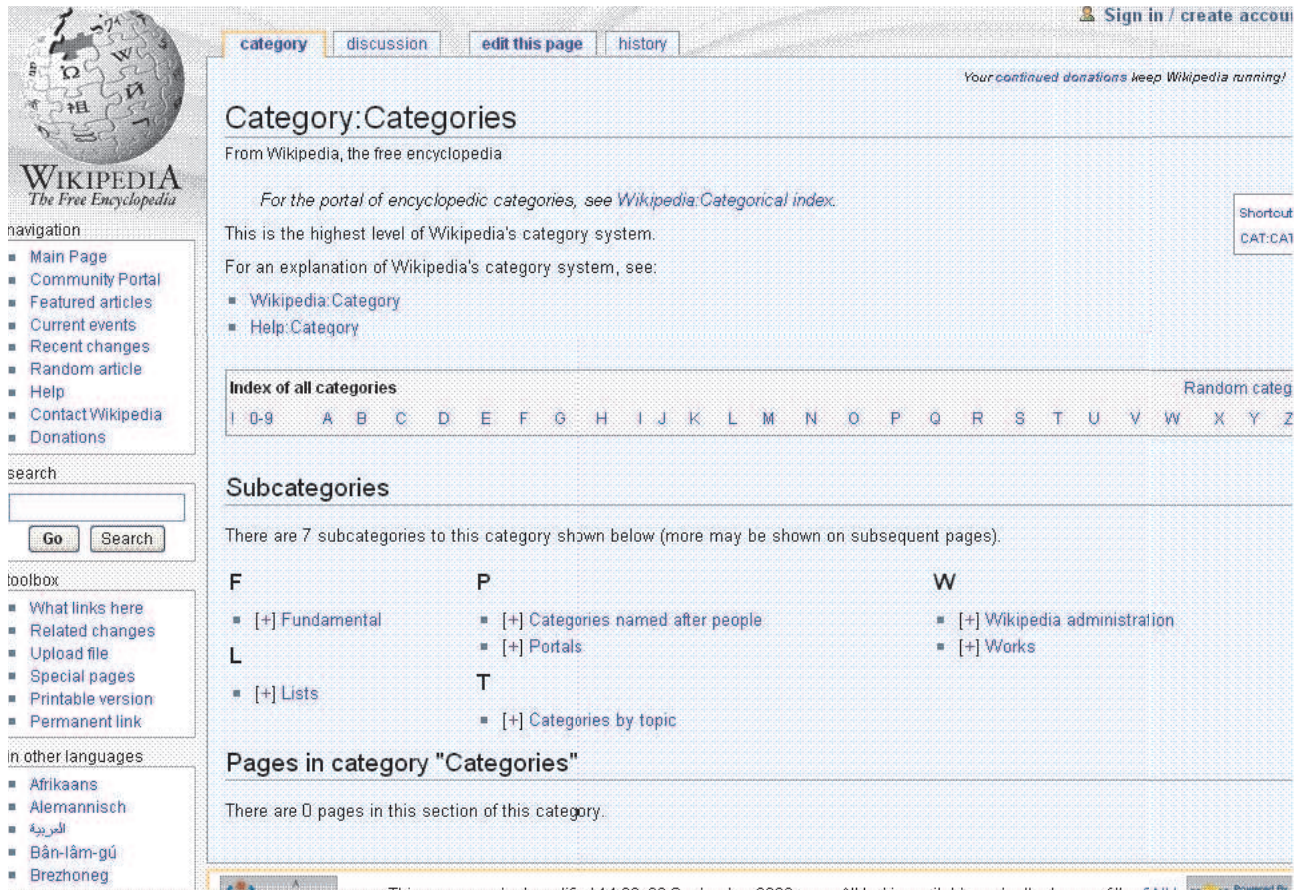 Sign in / create accou
category discussion edit this page history
Your continued donations keep Wikipedia running!
WIKIPEDIA
The Free Encyclopedia
navigation
Main Page
Community Portal
Featured articles
Current events
Recent changes
Random article
Help
Contact Wikipedia
Donations
search
Go Search
toolbox
What links here
Related changes
Upload file
Special pages
Printable version
Permanent link
in other languages
Afrikaans
Alemannisch
العربية
Bân-lâm-gú
Brezhoneg
Category:Categories
From Wikipedia, the free encyclopedia
For the portal of encyclopedic categories, see Wikipedia:Categorical index.
Shortcut
CAT:CAT
This is the highest level of Wikipedia's category system.
For an explanation of Wikipedia's category system, see:
Wikipedia:Category
Help:Category
Index of all categories Random categ
! 0-9 A B C D E F G H I J K L M N O P Q R S T U V W X Y Z
Subcategories
There are 7 subcategories to this category shown below (more may be shown on subsequent pages).
F
[+] Fundamental
L
[+] Lists
P
[+] Categories named after people
[+] Portals
T
[+] Categories by topic
W
[+] Wikipedia administration
[+] Works
Pages in category "Categories"
There are 0 pages in this section of this category.